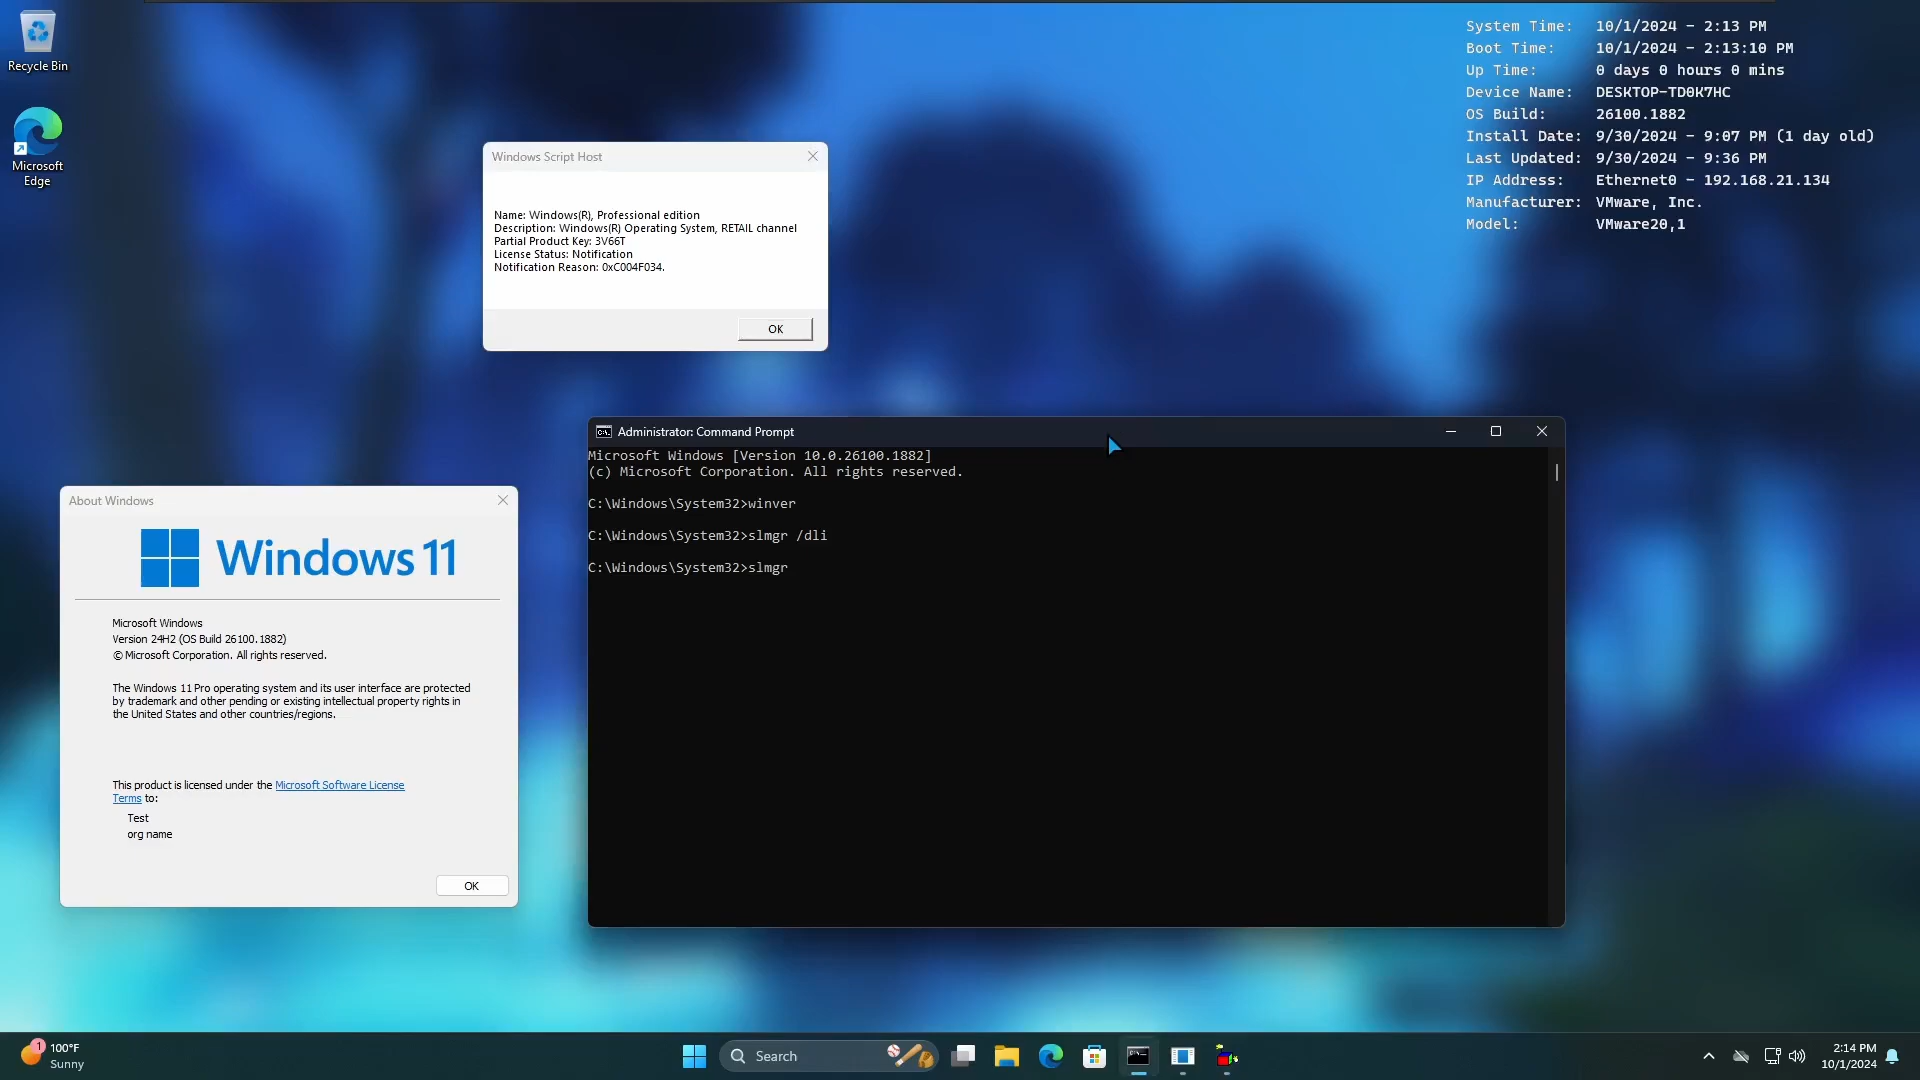 Recycle Bin
Microsoft
Edge
System Time: 10/1/2024 - 2:13 PM
Boot Time: 10/1/2024 - 2:13:10 PM
Up Time: 0 days 0 hours 0 mins
Device Name: DESKTOP-TD0K7HC
OS Build: 26100.1882
Install Date: 9/30/2024 - 9:07 PM (1 day old)
Last Updated: 9/30/2024 - 9:36 PM
IP Address: Ethernet0 - 192.168.21.134
Manufacturer: VMware, Inc.
Model: VMware20,1
Windows Script Host
Name: Windows(R), Professional edition
Description: Windows(R) Operating System, RETAIL channel
Partial Product Key: 3V66T
License Status: Notification
Notification Reason: 0xC004F034.
OK
Administrator: Command Prompt
Microsoft Windows [Version 10.0.26100.1882]
(c) Microsoft Corporation. All rights reserved.
C:\Windows\System32>winver
C:\Windows\System32>slmgr /dli
C:\Windows\System32>slmgr
About Windows
Windows 11
Microsoft Windows
Version 24H2 (OS Build 26100.1882)
© Microsoft Corporation. All rights reserved.
The Windows 11 Pro operating system and its user interface are protected
by trademark and other pending or existing intellectual property rights in
the United States and other countries/regions.
This product is licensed under the Microsoft Software License
Terms to:
Test
org name
OK
1
100°F
Sunny
Search
2:14 PM
10/1/2024